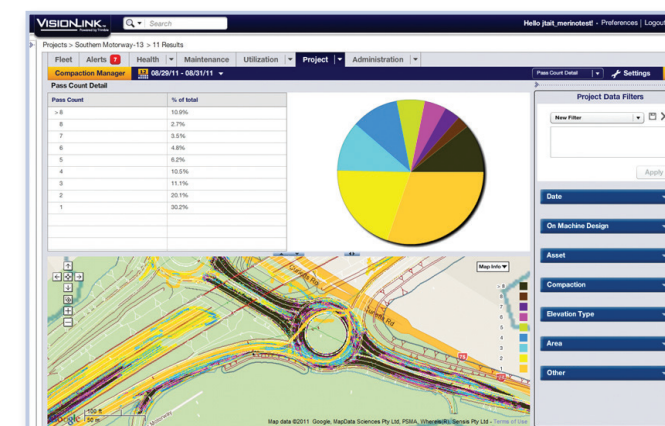 VISIONLINK™ Search Hello jtait_merinotest! - Preferences | Logout
Projects > Southern Motorway-13 > 11 Results
Fleet Alerts 7 Health Maintenance Utilization Project Administration
Compaction Manager 08/29/11 - 08/31/11 Pass Count Detail Settings
Pass Count Detail
Pass Count % of total
> 8 10.9%
8 2.7%
7 3.5%
6 4.8%
5 6.2%
4 10.5%
3 11.1%
2 20.1%
1 30.2%
Project Data Filters
New Filter
Apply
Date
On Machine Design
Asset
Compaction
Elevation Type
Area
Other
Map Info
> 8
8
7
6
5
4
3
2
1
Rd
76
100 ft
50 m
Motorway
Map data ©2011 Google, MapData Sciences Pty Ltd, PSMA, Whereis(R), Sensis Pty Ltd - Terms of Use